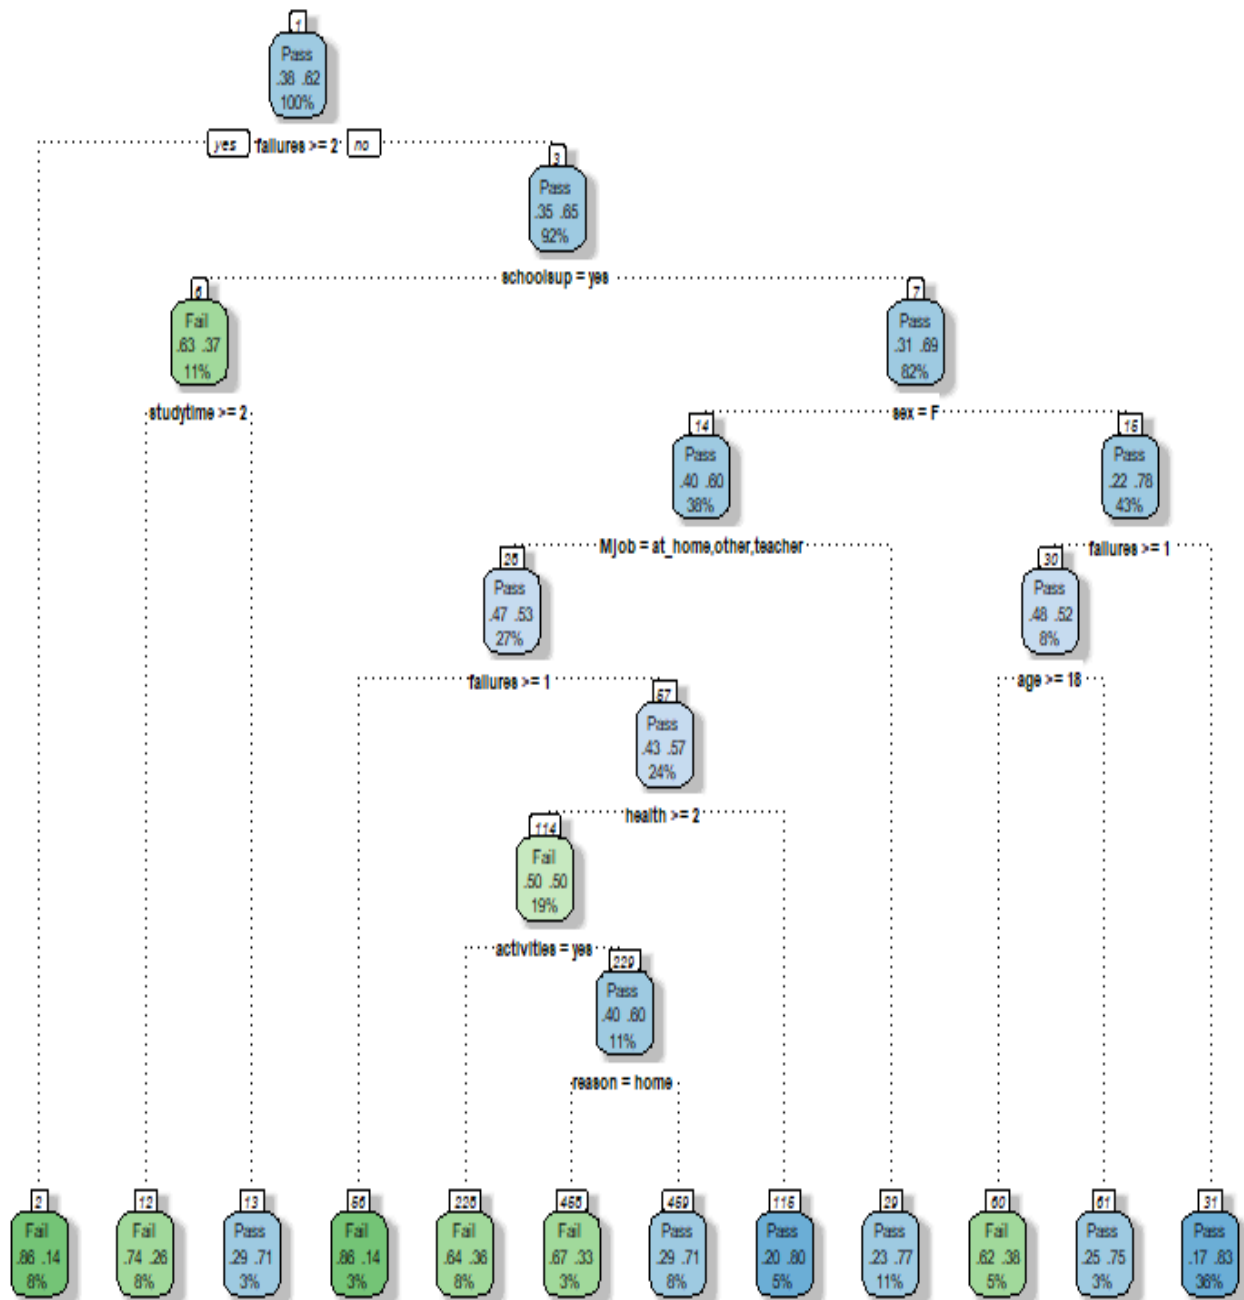 1
Pass
.38 .62
100%
yes failures >= 2 no
3
Pass
.35 .65
92%
schoolsup = yes
6
Fail
.63 .37
11%
7
Pass
.31 .69
82%
studytime >= 2
sex = F
14
Pass
.40 .60
38%
15
Pass
.22 .78
43%
Mjob = at_home,other,teacher
failures >= 1
28
Pass
.47 .53
27%
30
Pass
.48 .52
8%
failures >= 1
age >= 18
57
Pass
.43 .57
24%
health >= 2
114
Fail
.50 .50
19%
activities = yes
229
Pass
.40 .60
11%
reason = home
2
Fail
.86 .14
8%
12
Fail
.74 .26
8%
13
Pass
.29 .71
3%
56
Fail
.86 .14
3%
228
Fail
.64 .36
8%
458
Fail
.67 .33
3%
459
Pass
.29 .71
8%
115
Pass
.20 .80
5%
29
Pass
.23 .77
11%
60
Fail
.62 .38
5%
61
Pass
.25 .75
3%
31
Pass
.17 .83
36%